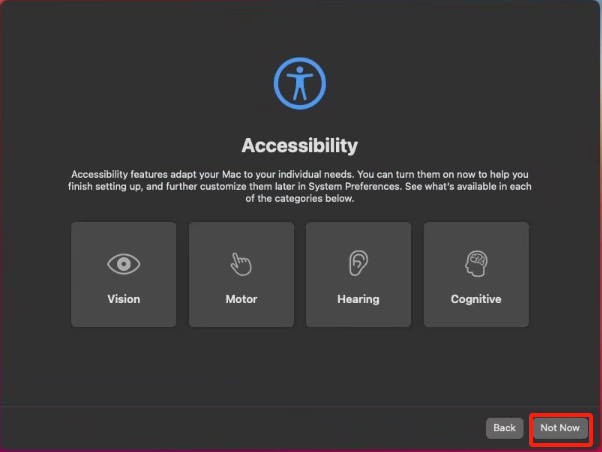 Accessibility
Accessibility features adapt your Mac to your individual needs. You can turn them on now to help you
finish setting up, and further customize them later in System Preferences. See what's available in each
of the categories below.
Vision
Motor
Hearing
Cognitive
Back
Not Now